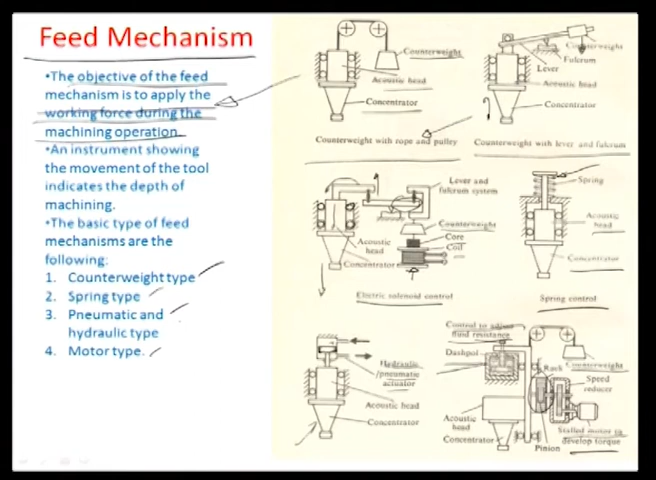 Feed Mechanism
•The objective of the feed
mechanism is to apply the
working force during the
machining operation.
•An instrument showing
the movement of the tool
indicates the depth of
machining.
•The basic type of feed
mechanisms are the
following:
1. Counterweight type
2. Spring type
3. Pneumatic and
hydraulic type
4. Motor type.
Counterweight
Acoustic head
Concentrator
Counterweight with rope and pulley
Counterweight
Fulcrum
Lever
Acoustic head
Concentrator
Counterweight with lever and fulcrum
Lever and
fulcrum system
Counterweight
Core
Coil
Acoustic
head
Concentrator
Electric solenoid control
Spring
Acoustic
head
Concentrator
Spring control
Hydraulic
/pneumatic
actuator
Acoustic head
Concentrator
Control to adjust
fluid resistance
Dashpot
Counterweight
Rack
Speed
reducer
Acoustic
head
Concentrator
Stalled motor to
develop torque
Pinion